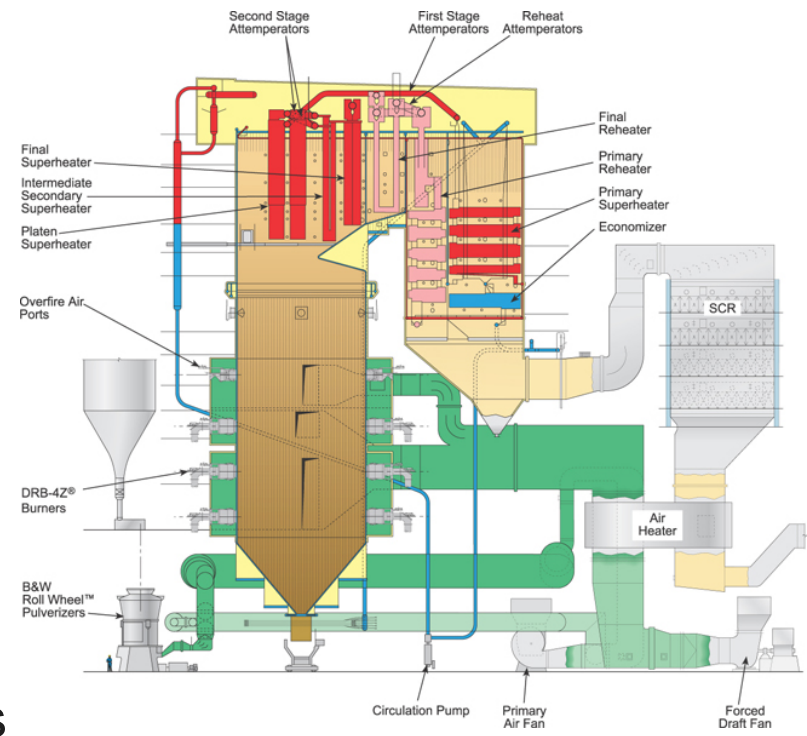 Second Stage
Attemperators
First Stage
Attemperators
Reheat
Attemperators
Final
Reheater
Primary
Reheater
Primary
Superheater
Economizer
Final
Superheater
Intermediate
Secondary
Superheater
Platen
Superheater
Overfire Air
Ports
SCR
DRB-4Z®
Burners
Air
Heater
B&W
Roll Wheel™
Pulverizers
Circulation Pump
Primary
Air Fan
Forced
Draft Fan
s